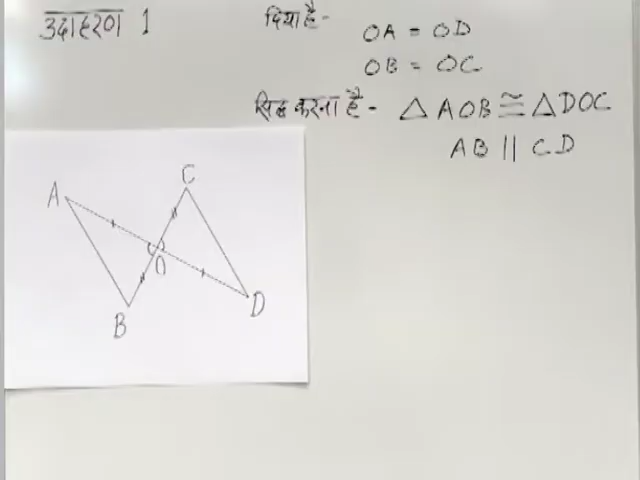 उदाहरण 1
दिया है-
OA = OD
OB = OC
सिद्ध करना है- △ AOB ≅ △ DOC
AB || CD
A
C
O
B
D